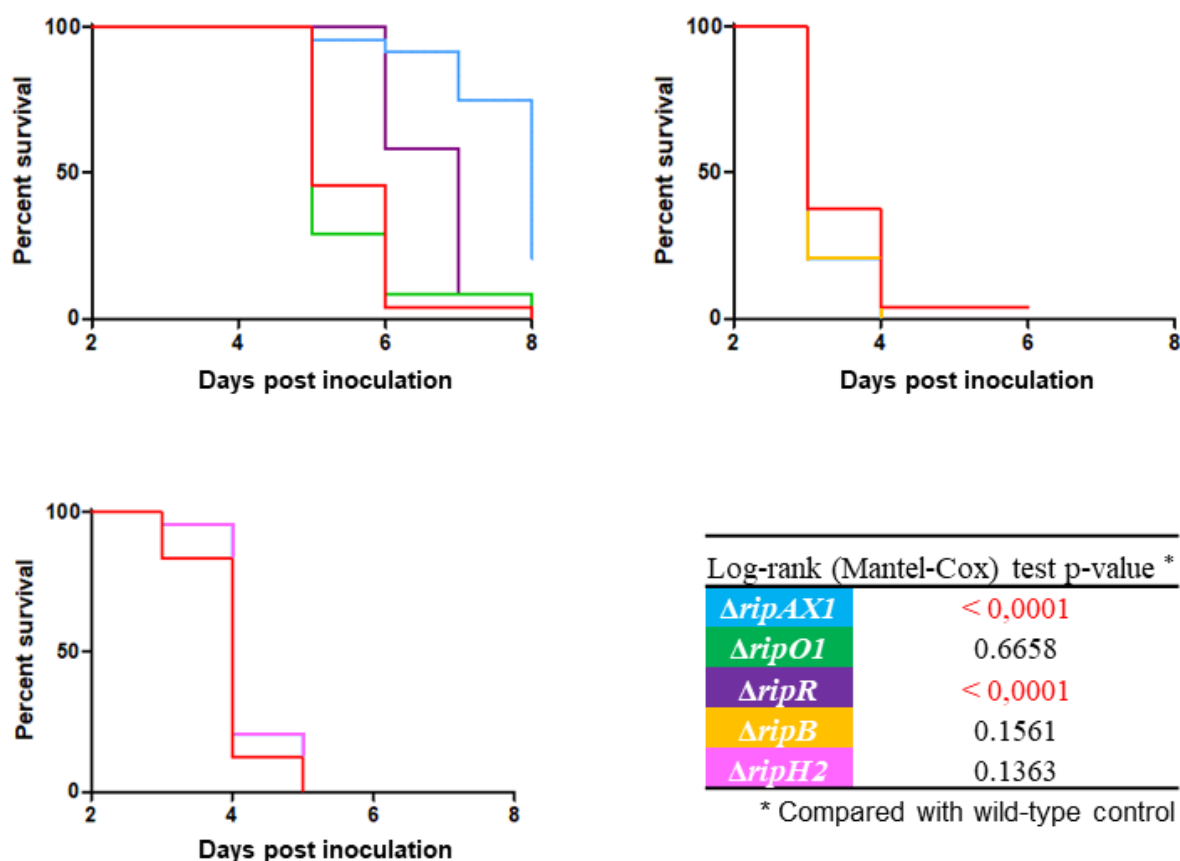 100
50
0
2 4 6 8
Percent survival
Days post inoculation
100
50
0
2 4 6 8
Percent survival
Days post inoculation
100
50
0
2 4 6 8
Percent survival
Days post inoculation
Log-rank (Mantel-Cox) test p-value *
ΔripAX1 < 0,0001
ΔripO1 0.6658
ΔripR < 0,0001
ΔripB 0.1561
ΔripH2 0.1363
* Compared with wild-type control